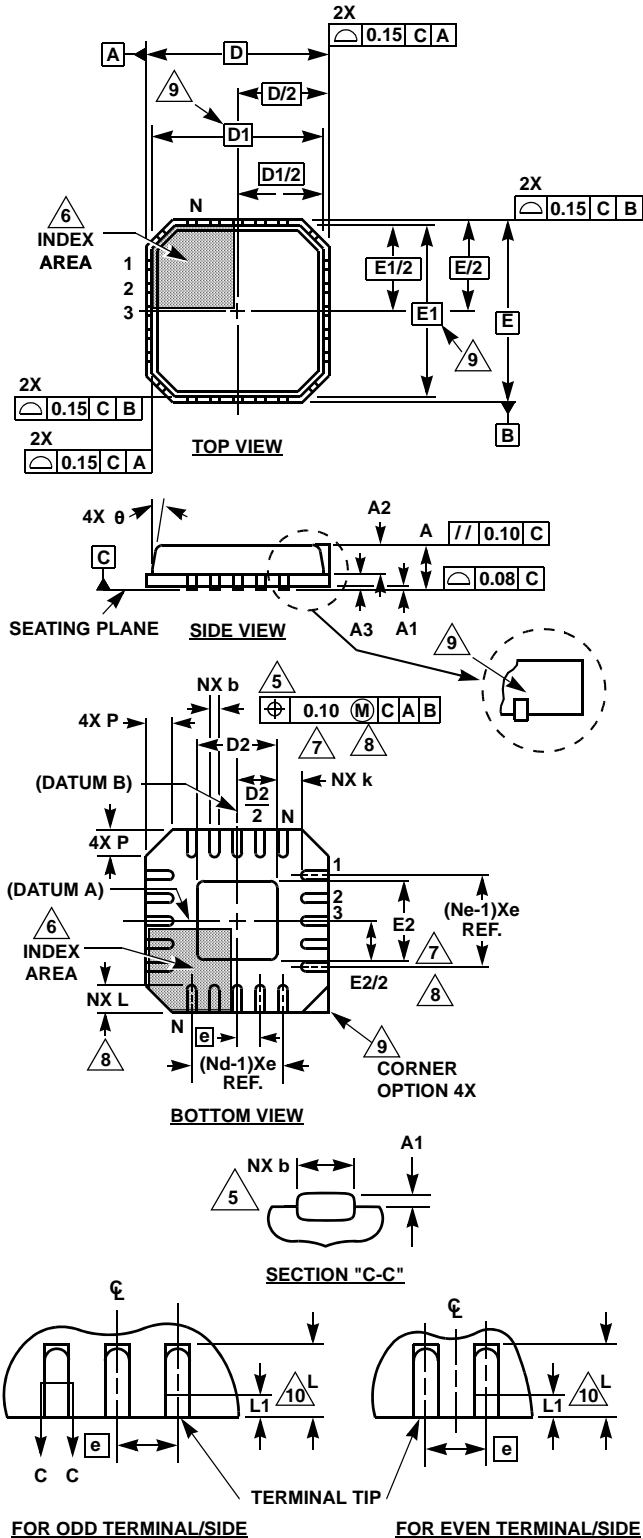 2X
⌓ 0.15 C A
A
D
D/2
9
D1
D1/2
2X
⌓ 0.15 C B
6
INDEX
AREA
N
1
2
3
E1/2
E/2
E1
E
9
2X
⌓ 0.15 C B
2X
⌓ 0.15 C A
B
TOP VIEW
4X θ
A2
A
// 0.10 C
C
⌓ 0.08 C
SEATING PLANE
SIDE VIEW
A3
A1
9
NX b
5
⌖ 0.10 Ⓜ C A B
4X P
D2
7
8
(DATUM B)
D2
2
N
NX k
4X P
1
2
3
(DATUM A)
(Ne-1)Xe
REF.
6
INDEX
AREA
E2
7
E2/2
8
NX L
8
N
e
(Nd-1)Xe
REF.
9
CORNER
OPTION 4X
BOTTOM VIEW
NX b
A1
5
SECTION "C-C"
℄
L
10
L1
e
C C
℄
L
10
L1
e
TERMINAL TIP
FOR ODD TERMINAL/SIDE
FOR EVEN TERMINAL/SIDE